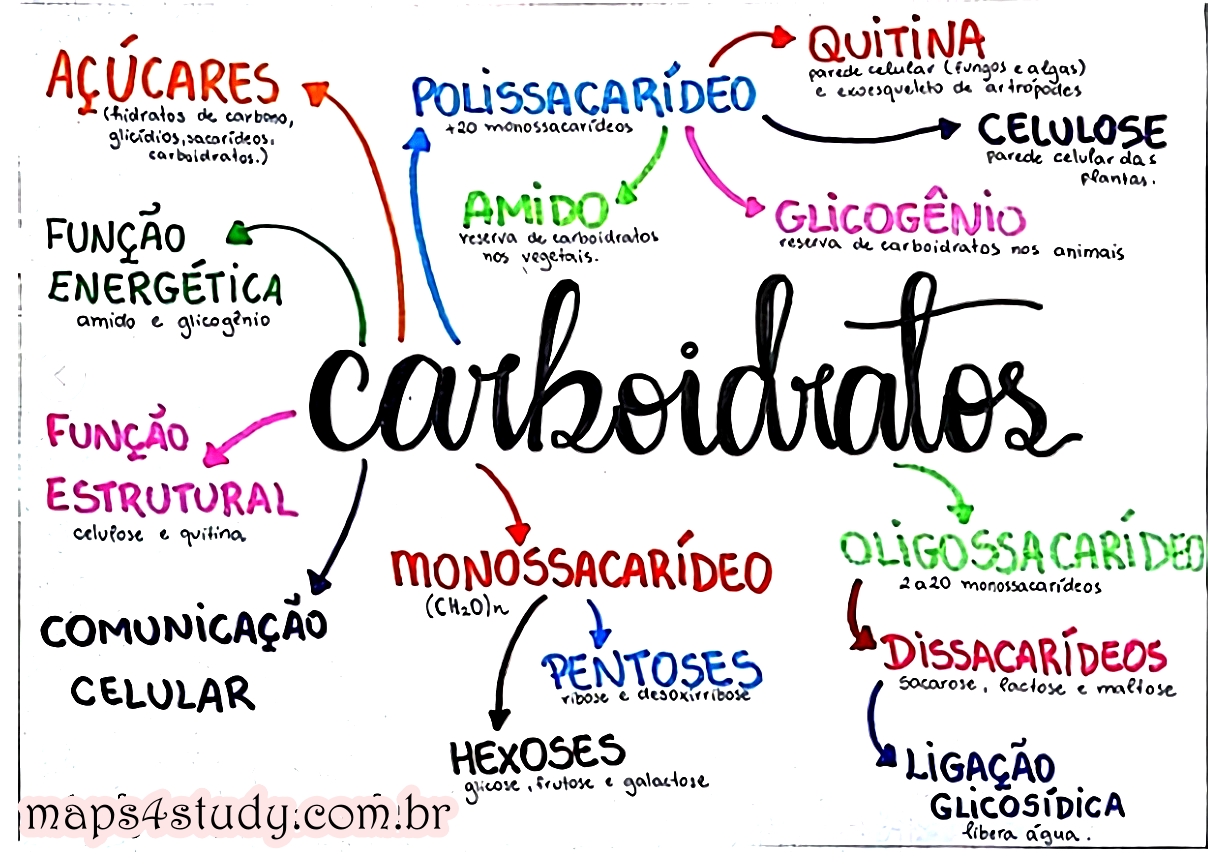 AÇÚCARES
(hidratos de carbono,
glicídios, sacarídeos,
carboidratos.)
POLISSACARÍDEO
+20 monossacarídeos
QUITINA
parede celular (fungos e algas)
e exoesqueleto de artrópodes
CELULOSE
parede celular das
plantas.
AMIDO
reserva de carboidratos
nos vegetais.
GLICOGÊNIO
reserva de carboidratos nos animais
FUNÇÃO
ENERGÉTICA
amido e glicogênio
carboidratos
FUNÇÃO
ESTRUTURAL
celulose e quitina
COMUNICAÇÃO
CELULAR
MONOSSACARÍDEO
(CH₂O)n
PENTOSES
ribose e desoxirribose
HEXOSES
glicose, frutose e galactose
OLIGOSSACARÍDEO
2 a 20 monossacarídeos
DISSACARÍDEOS
sacarose, lactose e maltose
LIGAÇÃO
GLICOSÍDICA
libera água.
maps4study.com.br